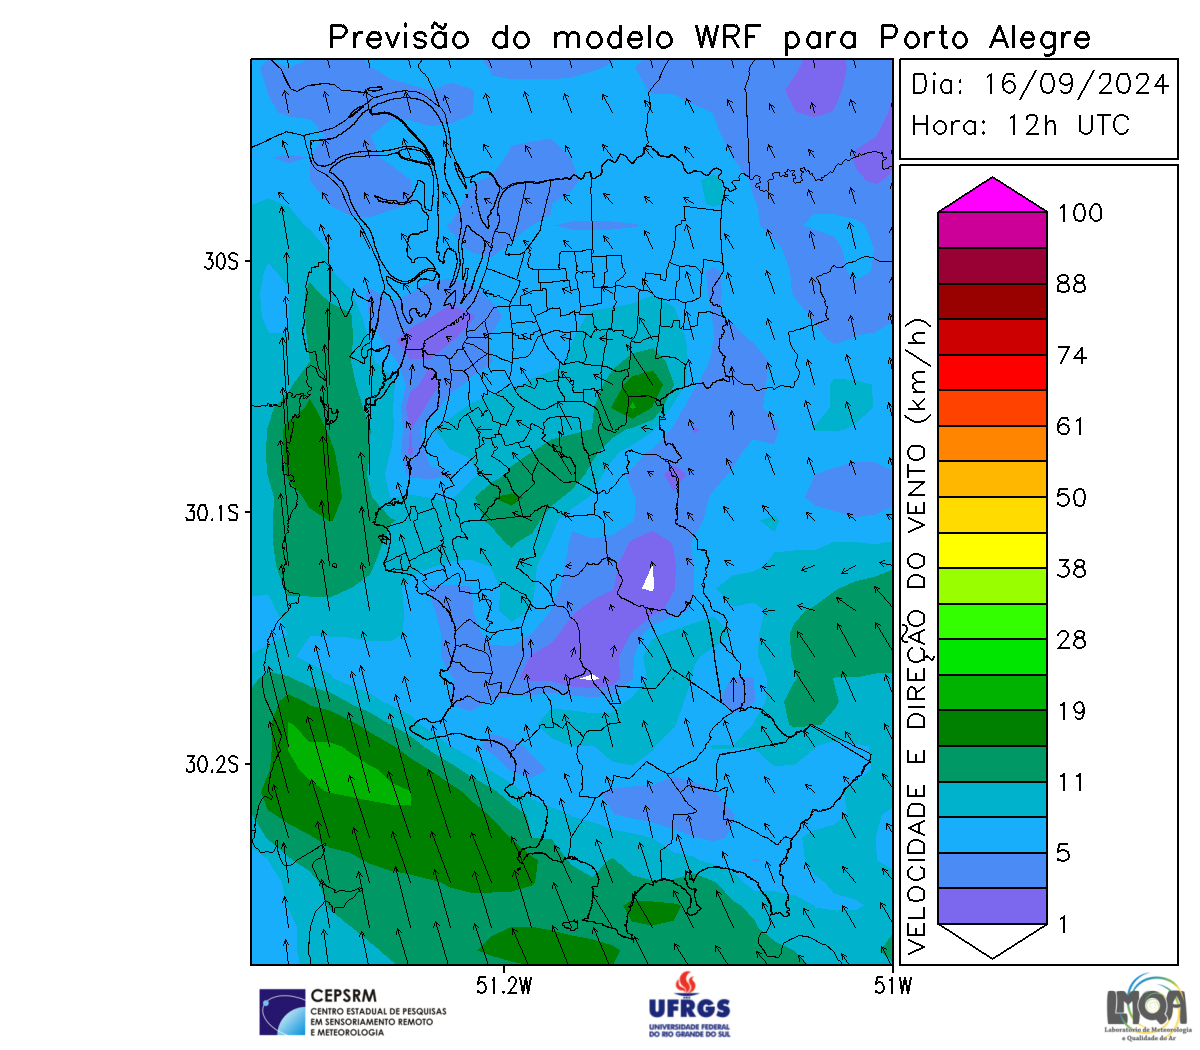 Previsão do modelo WRF para Porto Alegre
Dia: 16/09/2024
Hora: 12h UTC
30S
30.1S
30.2S
51.2W
51W
VELOCIDADE E DIREÇÃO DO VENTO (km/h)
100
88
74
61
50
38
28
19
11
5
1
CEPSRM
CENTRO ESTADUAL DE PESQUISAS
EM SENSORIAMENTO REMOTO
E METEOROLOGIA
UFRGS
UNIVERSIDADE FEDERAL
DO RIO GRANDE DO SUL
LMQA
Laboratório de Meteorologia
e Qualidade do Ar